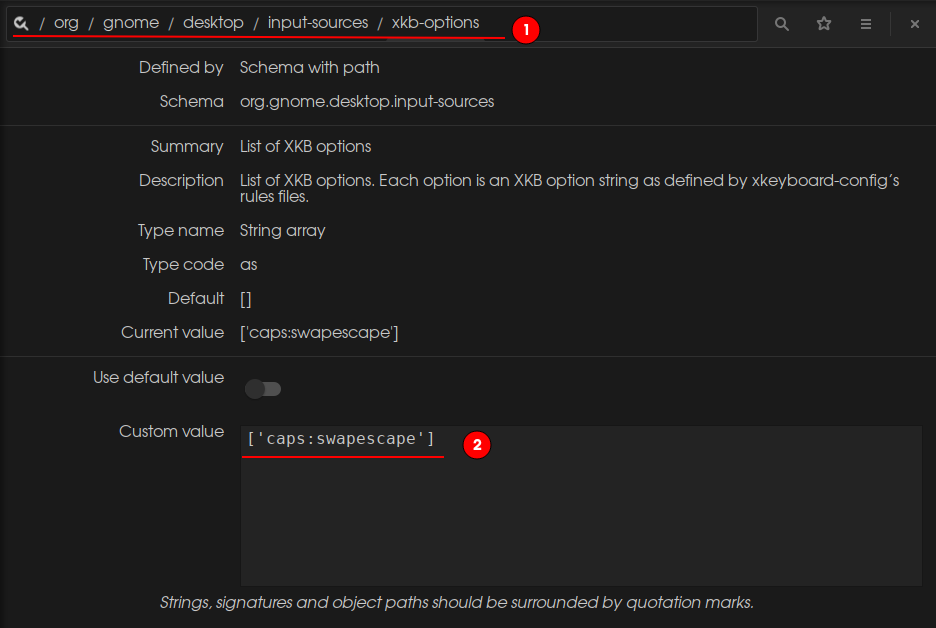 / org / gnome / desktop / input-sources / xkb-options
1
Defined by Schema with path
Schema org.gnome.desktop.input-sources
Summary List of XKB options
Description List of XKB options. Each option is an XKB option string as defined by xkeyboard-config’s
rules files.
Type name String array
Type code as
Default []
Current value ['caps:swapescape']
Use default value
Custom value ['caps:swapescape']
2
Strings, signatures and object paths should be surrounded by quotation marks.